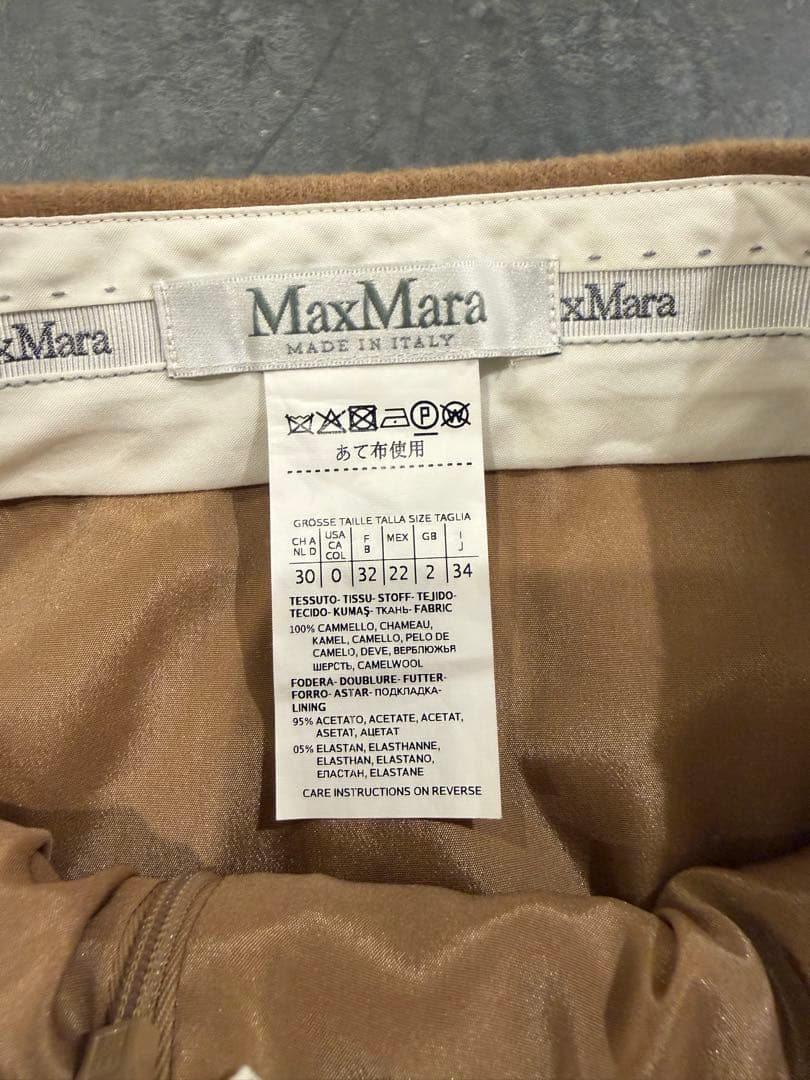 MaxMara
MADE IN ITALY
xMara
xMara
P W
あて布使用
GRÖSSE TAILLE TALLA SIZE TAGLIA
CH A NL D USA CA COL F B MEX GB I J
30 0 32 22 2 34
TESSUTO- TISSU- STOFF- TEJIDO-
TECIDO- KUMAŞ- ТКАНЬ- FABRIC
100% CAMMELLO, CHAMEAU,
KAMEL, CAMELLO, PELO DE
CAMELO, DEVE, ВЕРБЛЮЖЬЯ
ШЕРСТЬ, CAMELWOOL
FODERA- DOUBLURE- FUTTER-
FORRO- ASTAR- ПОДКЛАДКА-
LINING
95% ACETATO, ACETATE, ACETAT,
ASETAT, АЦЕТАТ
05% ELASTAN, ELASTHANNE,
ELASTHAN, ELASTANO,
ЕЛАСТАН, ELASTANE
CARE INSTRUCTIONS ON REVERSE